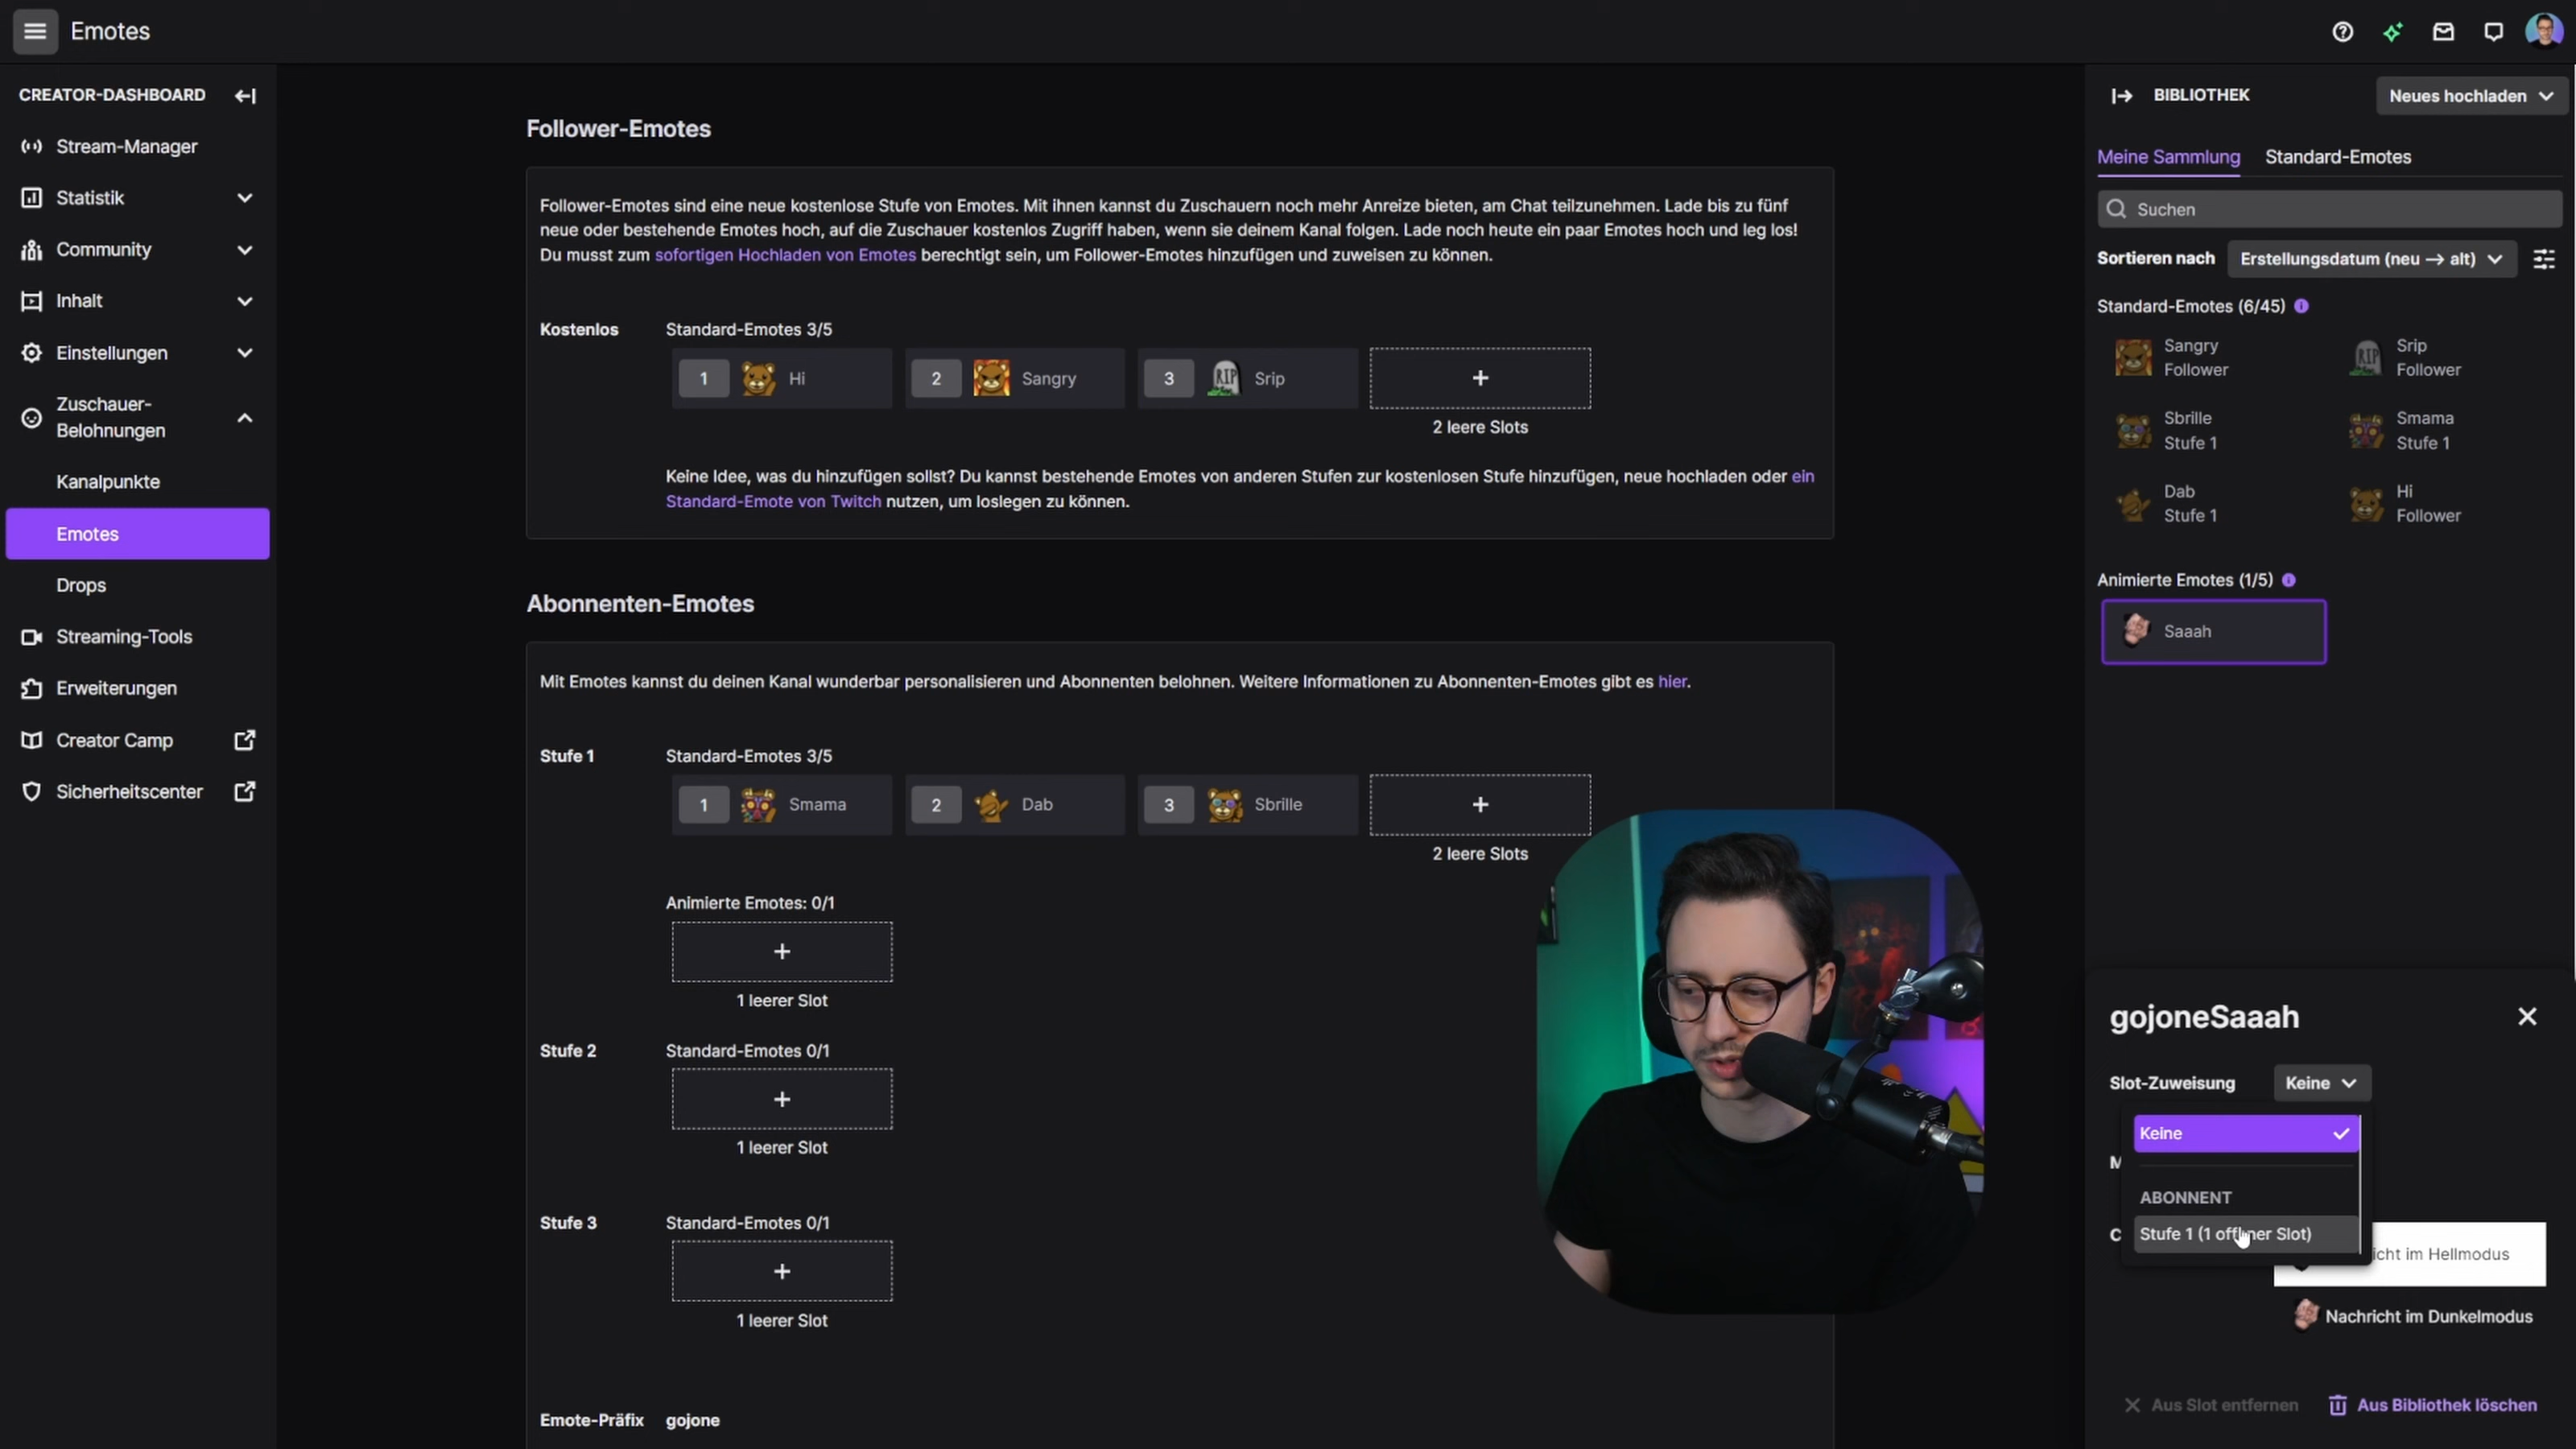 Emotes
CREATOR-DASHBOARD
Stream-Manager
Statistik
Community
Inhalt
Einstellungen
Zuschauer-
Belohnungen
Kanalpunkte
Emotes
Drops
Streaming-Tools
Erweiterungen
Creator Camp
Sicherheitscenter
Follower-Emotes
Follower-Emotes sind eine neue kostenlose Stufe von Emotes. Mit ihnen kannst du Zuschauern noch mehr Anreize bieten, am Chat teilzunehmen. Lade bis zu fünf
neue oder bestehende Emotes hoch, auf die Zuschauer kostenlos Zugriff haben, wenn sie deinem Kanal folgen. Lade noch heute ein paar Emotes hoch und leg los!
Du musst zum sofortigen Hochladen von Emotes berechtigt sein, um Follower-Emotes hinzufügen und zuweisen zu können.
Kostenlos
Standard-Emotes 3/5
1 Hi
2 Sangry
3 RIP Srip
+
2 leere Slots
Keine Idee, was du hinzufügen sollst? Du kannst bestehende Emotes von anderen Stufen zur kostenlosen Stufe hinzufügen, neue hochladen oder ein
Standard-Emote von Twitch nutzen, um loslegen zu können.
Abonnenten-Emotes
Mit Emotes kannst du deinen Kanal wunderbar personalisieren und Abonnenten belohnen. Weitere Informationen zu Abonnenten-Emotes gibt es hier.
Stufe 1
Standard-Emotes 3/5
1 Smama
2 Dab
3 Sbrille
+
2 leere Slots
Animierte Emotes: 0/1
+
1 leerer Slot
Stufe 2
Standard-Emotes 0/1
+
1 leerer Slot
Stufe 3
Standard-Emotes 0/1
+
1 leerer Slot
Emote-Präfix gojone
BIBLIOTHEK
Neues hochladen
Meine Sammlung
Standard-Emotes
Suchen
Sortieren nach
Erstellungsdatum (neu → alt)
Standard-Emotes (6/45)
Sangry
Follower
RIP
Srip
Follower
Sbrille
Stufe 1
Smama
Stufe 1
Dab
Stufe 1
Hi
Follower
Animierte Emotes (1/5)
Saaah
gojoneSaaah
Slot-Zuweisung
Keine
Keine
ABONNENT
Stufe 1 (1 offener Slot)
im Hellmodus
Nachricht im Dunkelmodus
Aus Slot entfernen
Aus Bibliothek löschen